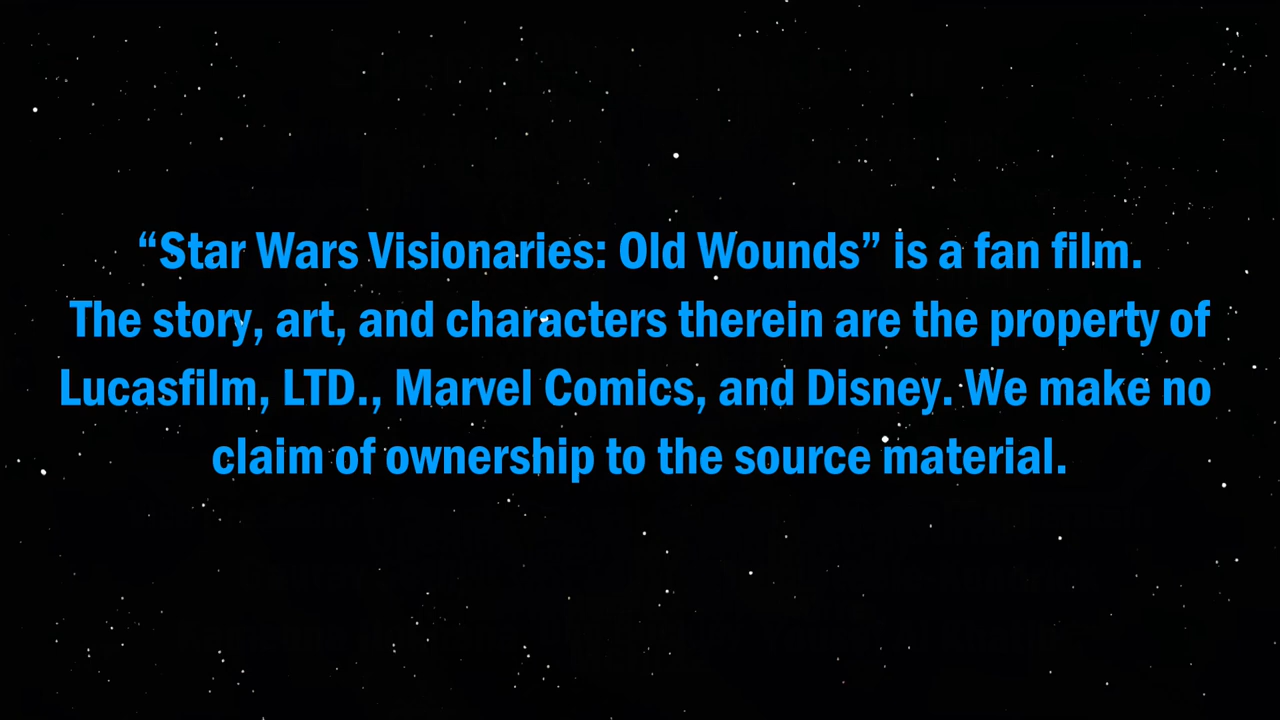 “Star Wars Visionaries: Old Wounds” is a fan film.
The story, art, and characters therein are the property of
Lucasfilm, LTD., Marvel Comics, and Disney. We make no
claim of ownership to the source material.